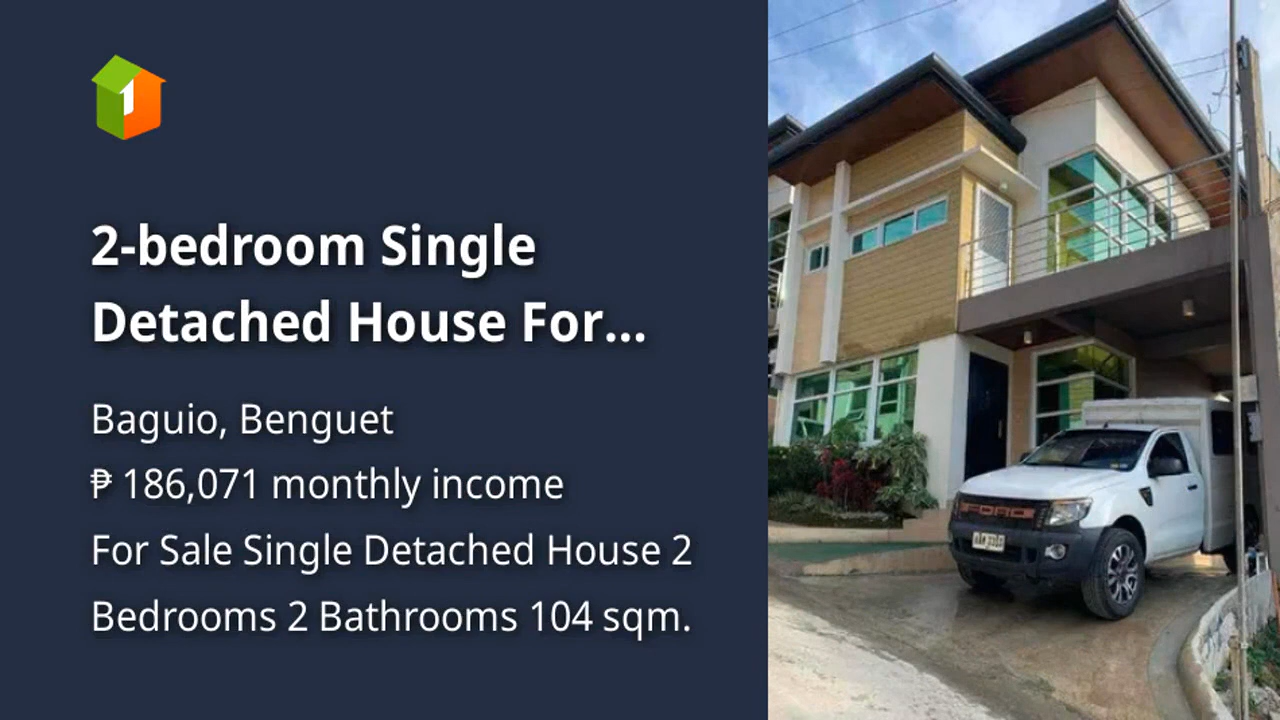 2-bedroom Single
Detached House For...
Baguio, Benguet
₱ 186,071 monthly income
For Sale Single Detached House 2
Bedrooms 2 Bathrooms 104 sqm.
FORD